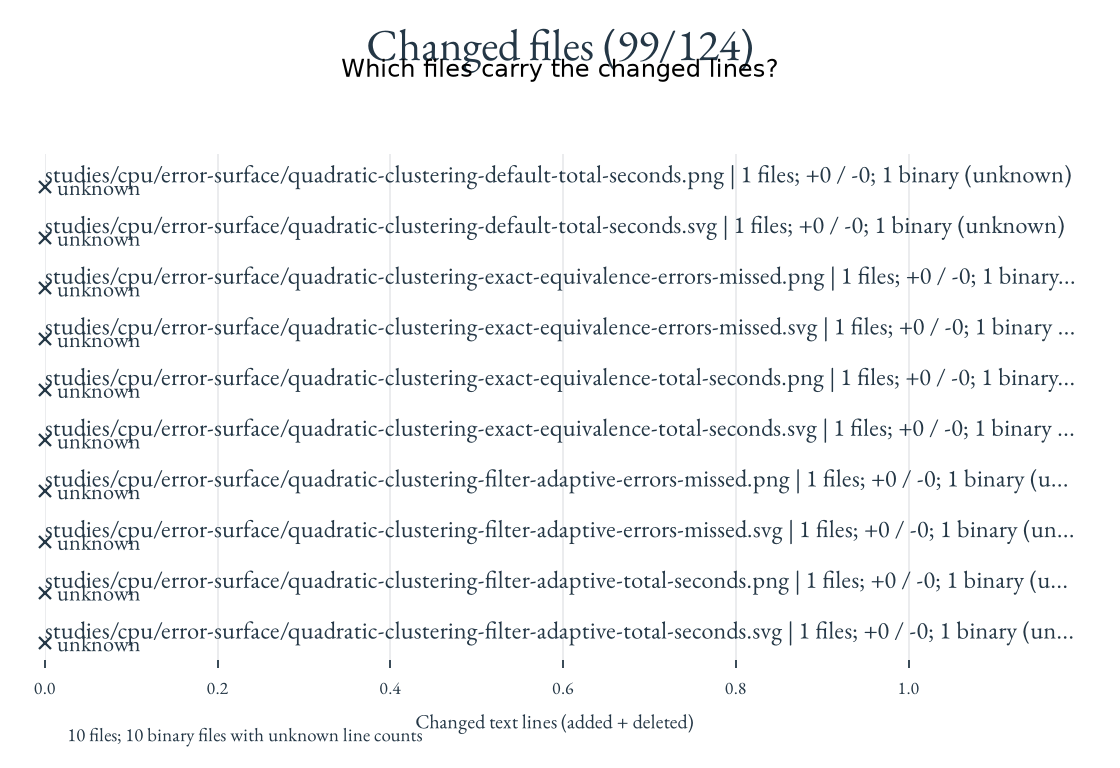 Changed files (99/124)
Which files carry the changed lines?
studies/cpu/error-surface/quadratic-clustering-default-total-seconds.png | 1 files; +0 / -0; 1 binary (unknown)
unknown
studies/cpu/error-surface/quadratic-clustering-default-total-seconds.svg | 1 files; +0 / -0; 1 binary (unknown)
unknown
studies/cpu/error-surface/quadratic-clustering-exact-equivalence-errors-missed.png | 1 files; +0 / -0; 1 binary...
unknown
studies/cpu/error-surface/quadratic-clustering-exact-equivalence-errors-missed.svg | 1 files; +0 / -0; 1 binary ...
unknown
studies/cpu/error-surface/quadratic-clustering-exact-equivalence-total-seconds.png | 1 files; +0 / -0; 1 binary...
unknown
studies/cpu/error-surface/quadratic-clustering-exact-equivalence-total-seconds.svg | 1 files; +0 / -0; 1 binary ...
unknown
studies/cpu/error-surface/quadratic-clustering-filter-adaptive-errors-missed.png | 1 files; +0 / -0; 1 binary (u...
unknown
studies/cpu/error-surface/quadratic-clustering-filter-adaptive-errors-missed.svg | 1 files; +0 / -0; 1 binary (un...
unknown
studies/cpu/error-surface/quadratic-clustering-filter-adaptive-total-seconds.png | 1 files; +0 / -0; 1 binary (u...
unknown
studies/cpu/error-surface/quadratic-clustering-filter-adaptive-total-seconds.svg | 1 files; +0 / -0; 1 binary (un...
unknown
0.0 0.2 0.4 0.6 0.8 1.0
Changed text lines (added + deleted)
10 files; 10 binary files with unknown line counts